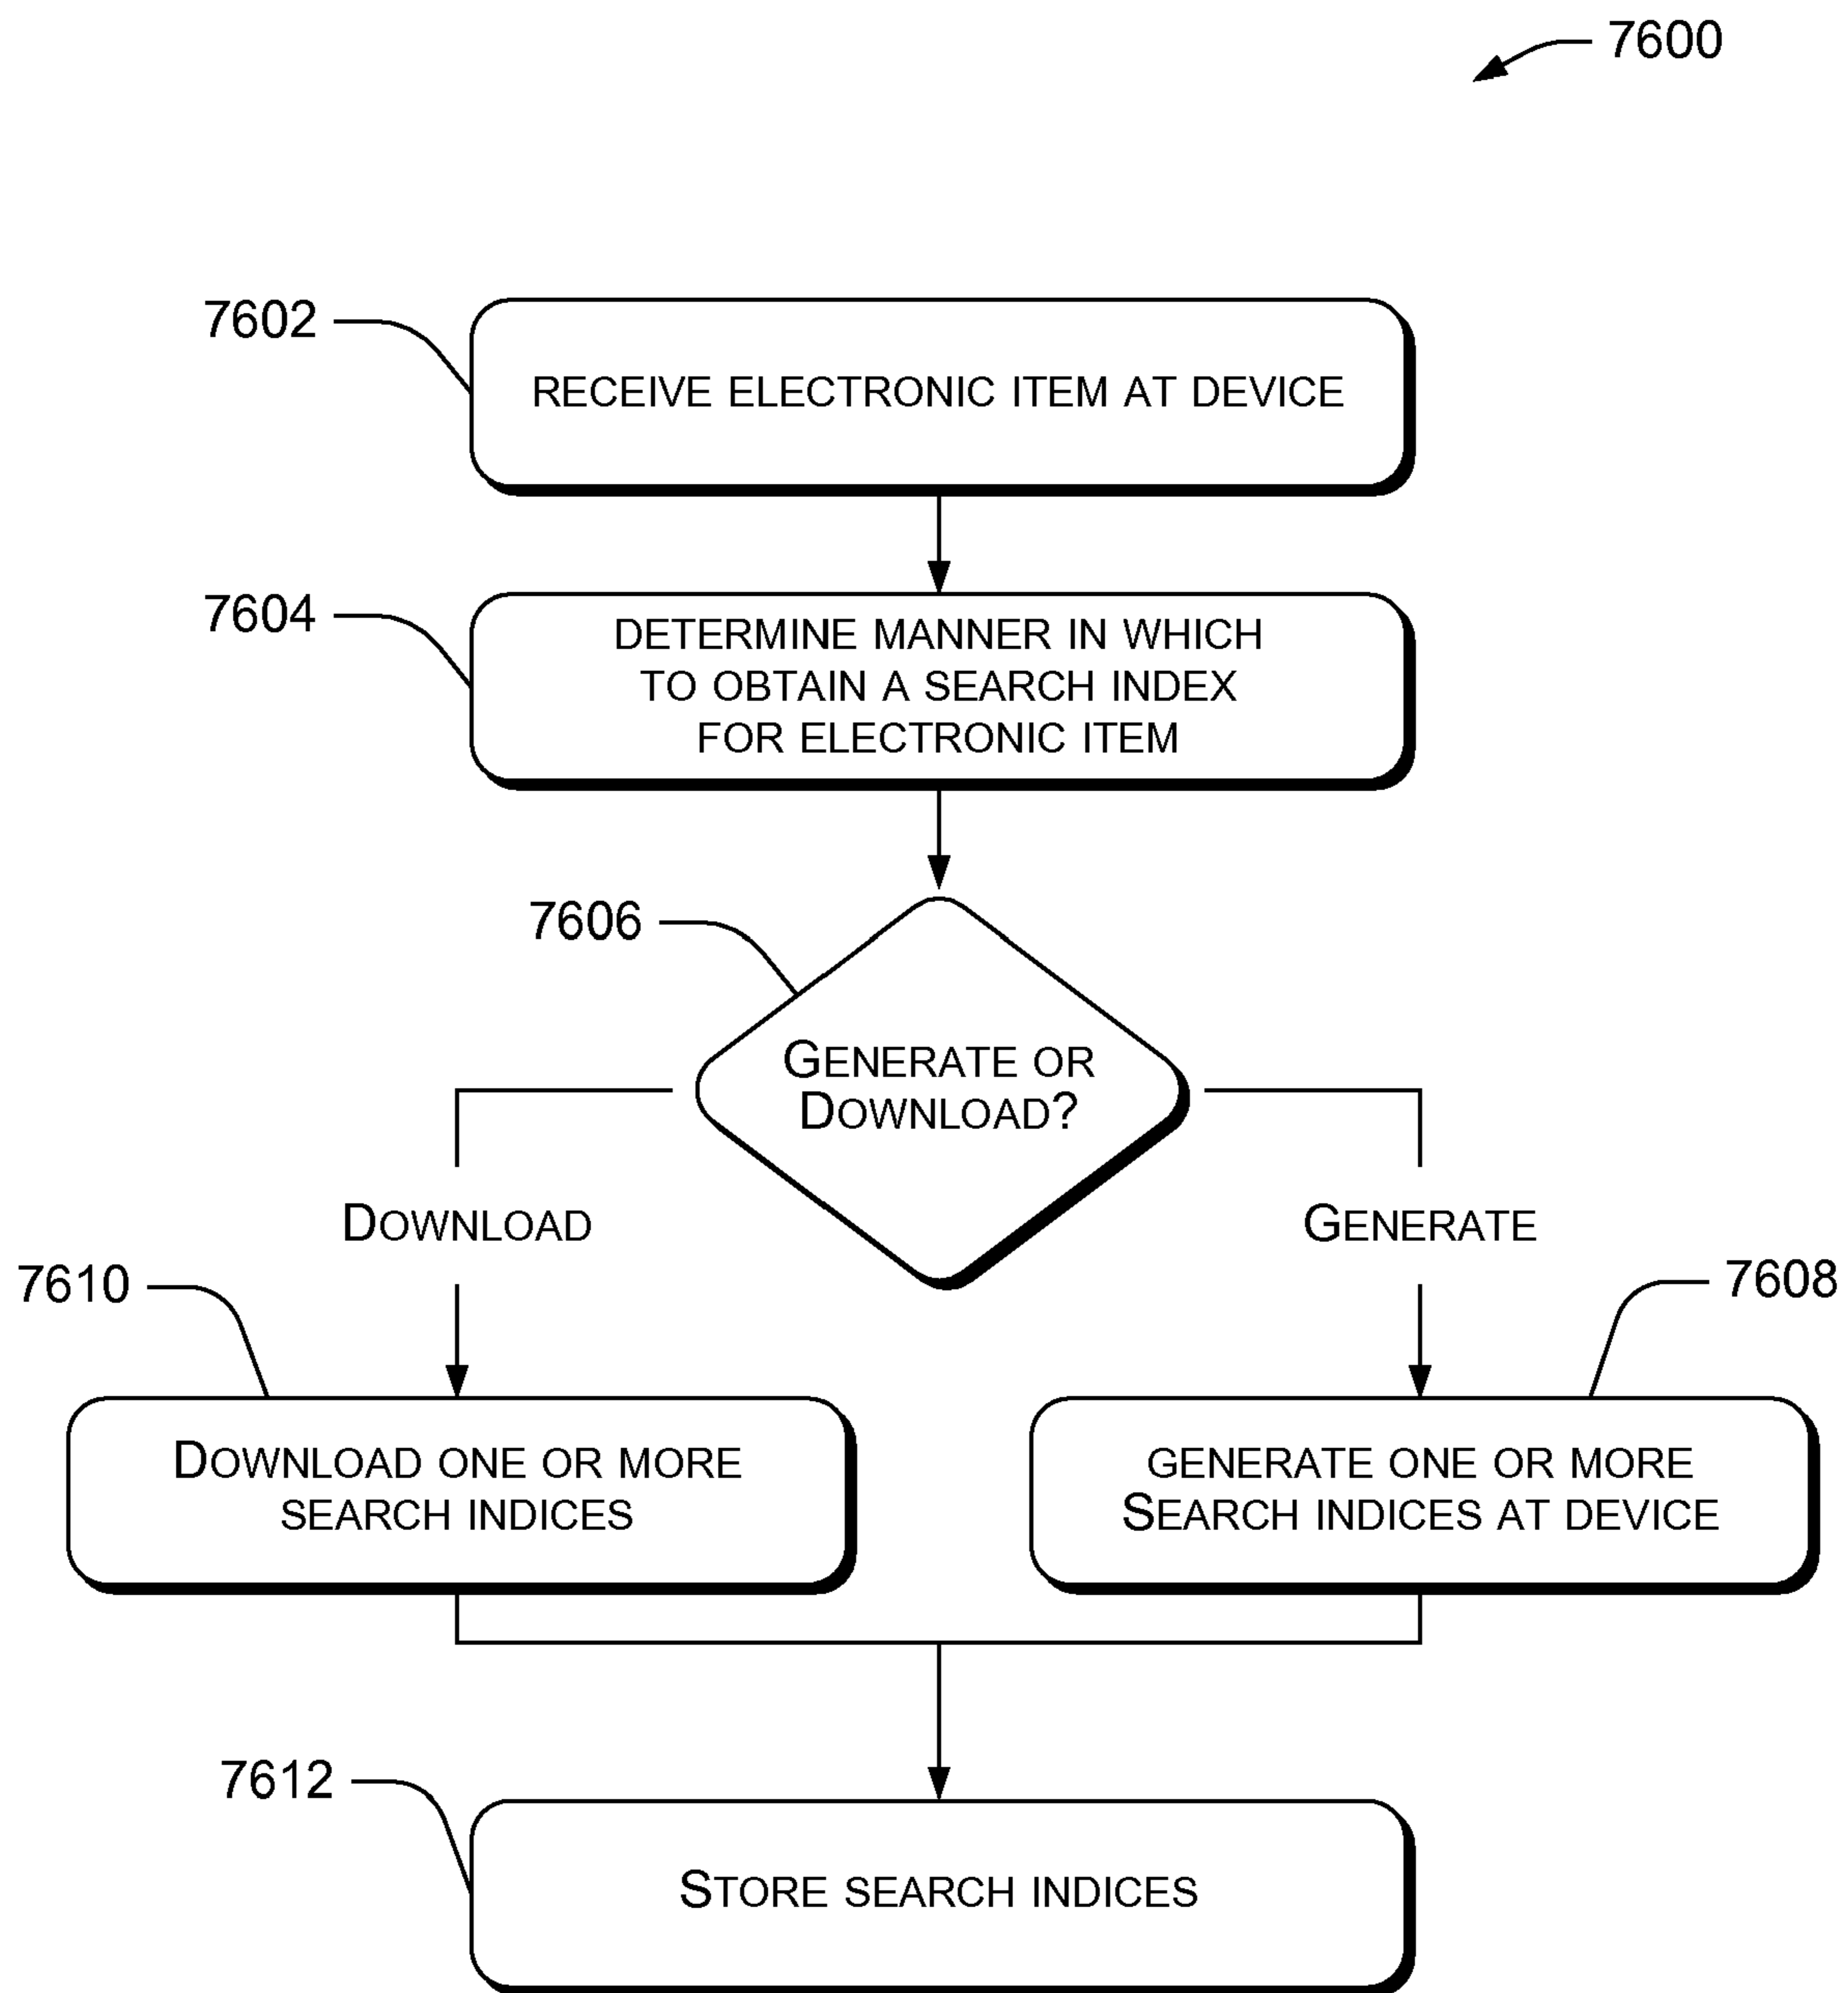 7600
7602
RECEIVE ELECTRONIC ITEM AT DEVICE
7604
DETERMINE MANNER IN WHICH
TO OBTAIN A SEARCH INDEX
FOR ELECTRONIC ITEM
7606
GENERATE OR
DOWNLOAD?
DOWNLOAD
GENERATE
7610
7608
DOWNLOAD ONE OR MORE
SEARCH INDICES
GENERATE ONE OR MORE
SEARCH INDICES AT DEVICE
7612
STORE SEARCH INDICES